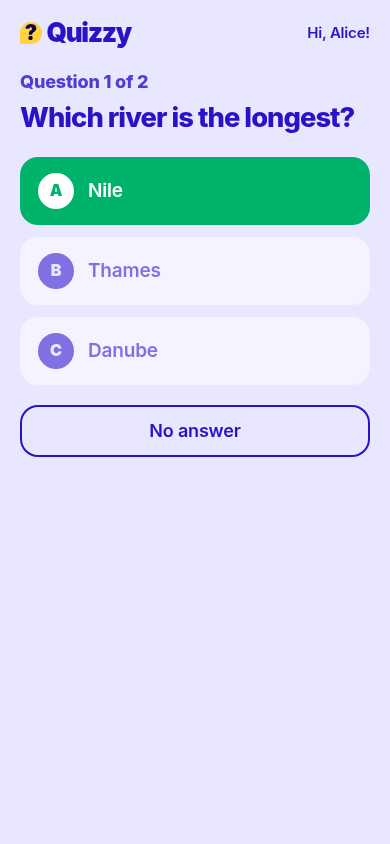 ? Quizzy
Hi, Alice!
Question 1 of 2
Which river is the longest?
A Nile
B Thames
C Danube
No answer